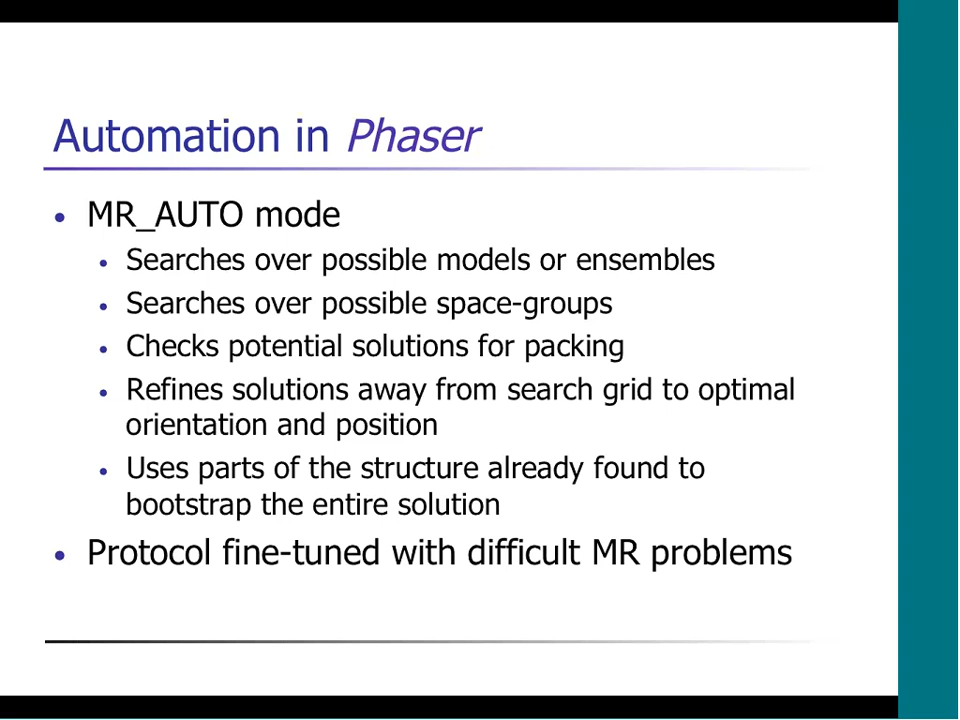 Automation in Phaser
• MR_AUTO mode
• Searches over possible models or ensembles
• Searches over possible space-groups
• Checks potential solutions for packing
• Refines solutions away from search grid to optimal
orientation and position
• Uses parts of the structure already found to
bootstrap the entire solution
• Protocol fine-tuned with difficult MR problems